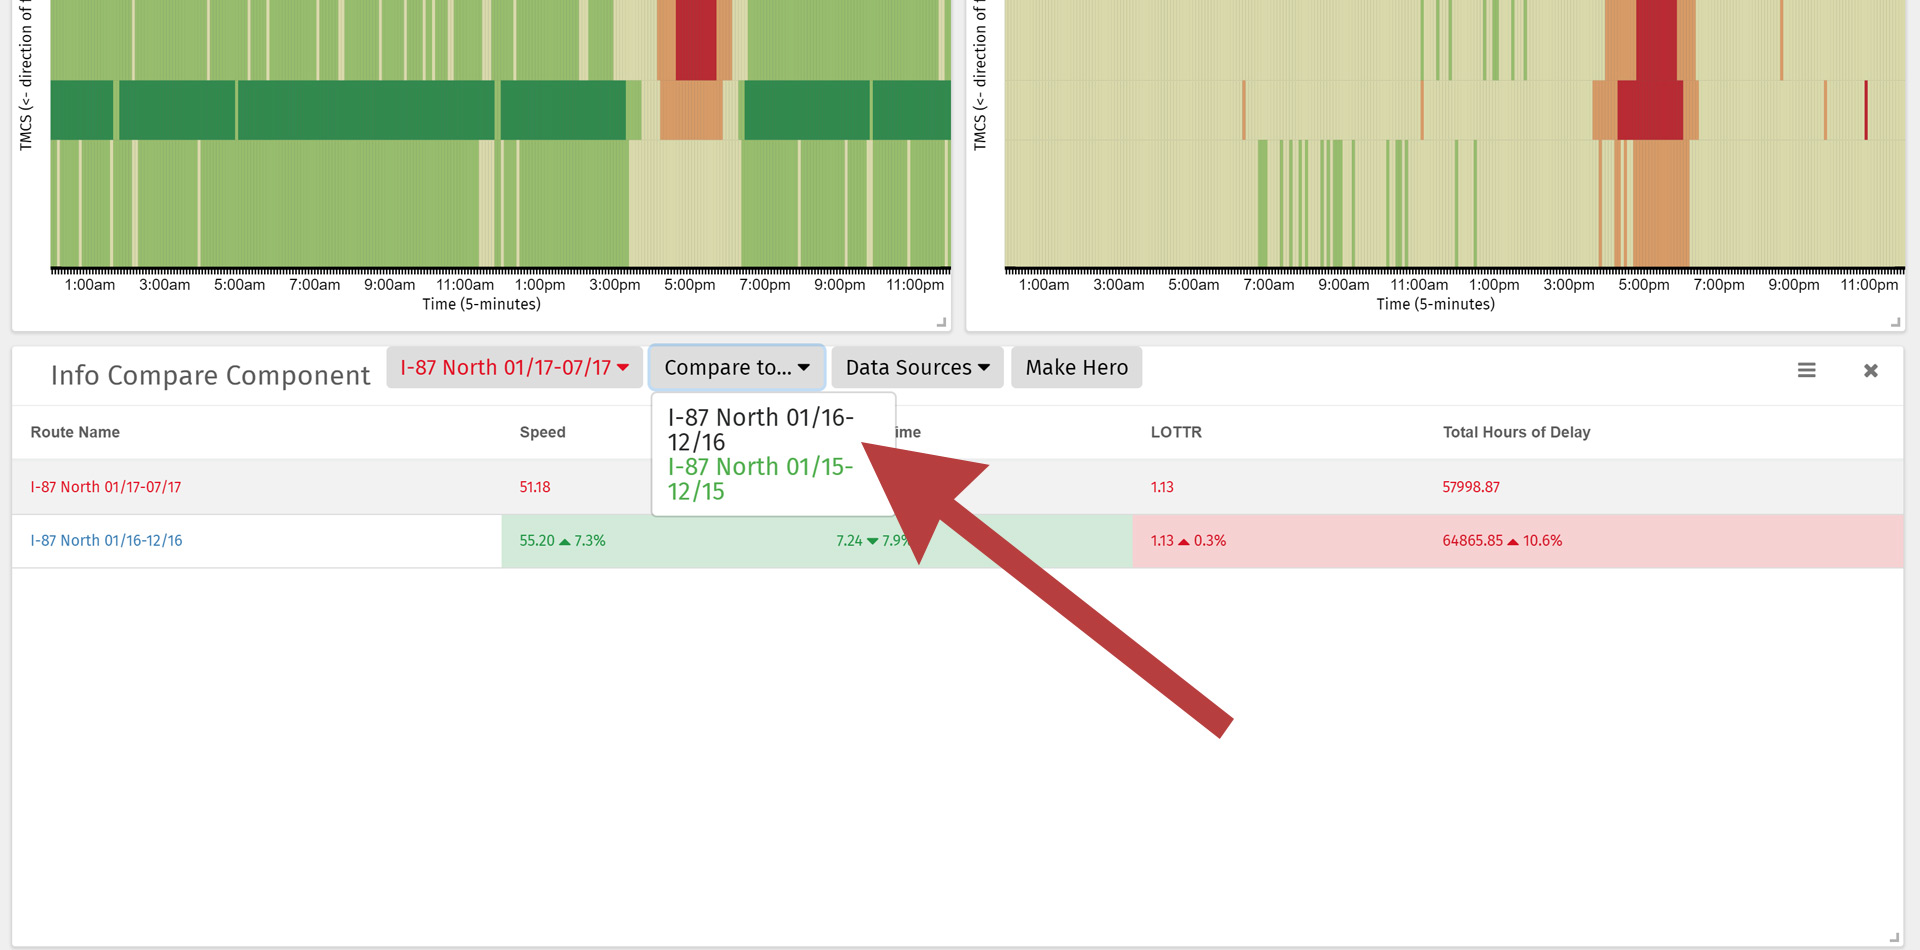 TMCS (<- direction of
TMCS (<- direction of
1:00am 3:00am 5:00am 7:00am 9:00am 11:00am 1:00pm 3:00pm 5:00pm 7:00pm 9:00pm 11:00pm
Time (5-minutes)
1:00am 3:00am 5:00am 7:00am 9:00am 11:00am 1:00pm 3:00pm 5:00pm 7:00pm 9:00pm 11:00pm
Time (5-minutes)
Info Compare Component I-87 North 01/17-07/17 Compare to... Data Sources Make Hero
I-87 North 01/16-
12/16
I-87 North 01/15-
12/15
Route Name Speed LOTTR Total Hours of Delay
I-87 North 01/17-07/17 51.18 1.13 57998.87
I-87 North 01/16-12/16 55.20 ▲ 7.3% 7.24 ▼ 7.9% 1.13 ▲ 0.3% 64865.85 ▲ 10.6%